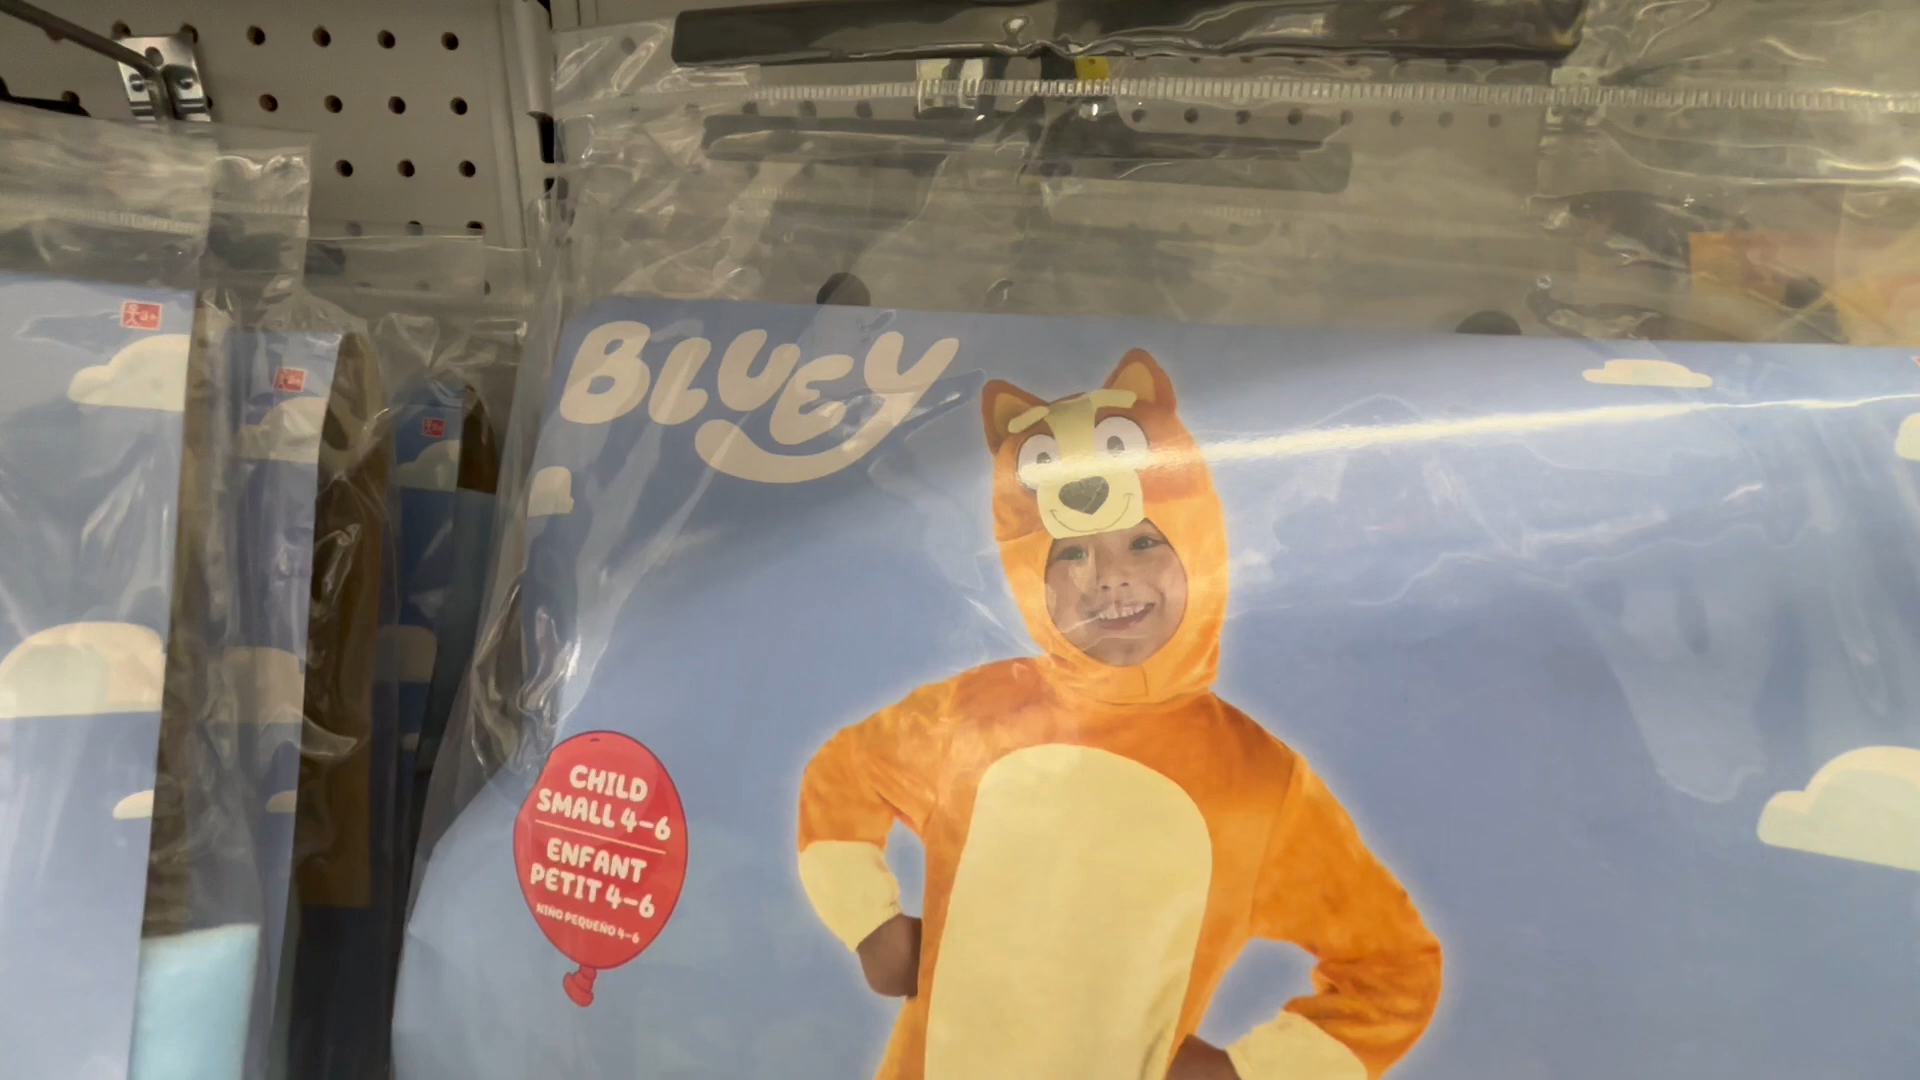 BLUEY
CHILD
SMALL 4-6
ENFANT
PETIT 4-6
NIÑO PEQUEÑO 4-6